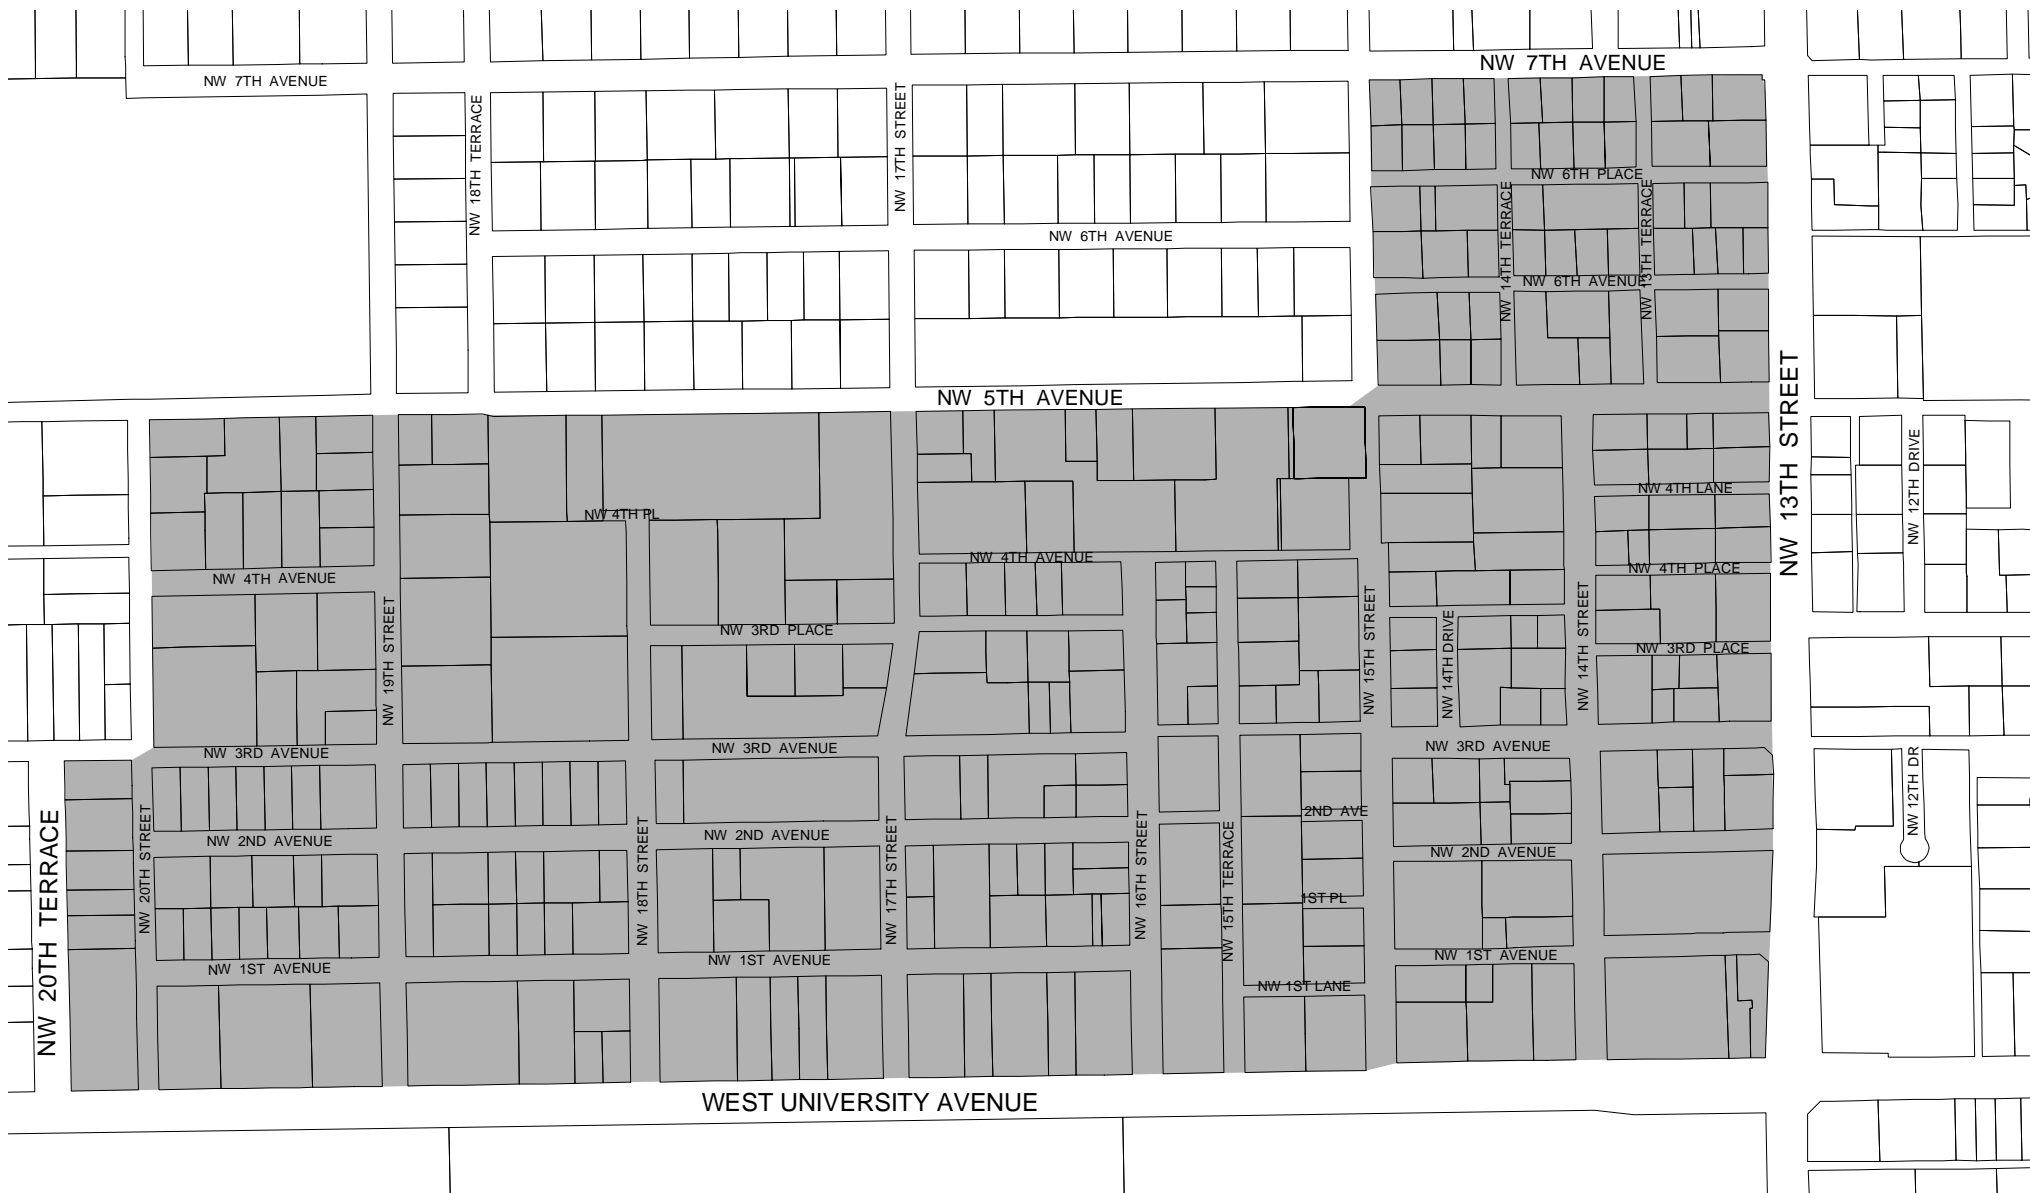 NW 7TH AVENUE
NW 7TH AVENUE
NW 18TH TERRACE
NW 17TH STREET
NW 6TH PLACE
NW 14TH TERRACE
NW 13TH TERRACE
NW 6TH AVENUE
NW 6TH AVENUE
NW 13TH STREET
NW 5TH AVENUE
NW 12TH DRIVE
NW 4TH LANE
NW 4TH PL
NW 4TH AVENUE
NW 4TH PLACE
NW 4TH AVENUE
NW 19TH STREET
NW 15TH STREET
NW 14TH DRIVE
NW 14TH STREET
NW 3RD PLACE
NW 3RD PLACE
NW 3RD AVENUE
NW 3RD AVENUE
NW 3RD AVENUE
NW 12TH DR
NW 20TH TERRACE
NW 20TH STREET
2ND AVE
NW 2ND AVENUE
NW 2ND AVENUE
NW 2ND AVENUE
NW 18TH STREET
NW 17TH STREET
NW 16TH STREET
NW 15TH TERRACE
1ST PL
NW 1ST AVENUE
NW 1ST AVENUE
NW 1ST AVENUE
NW 1ST LANE
WEST UNIVERSITY AVENUE